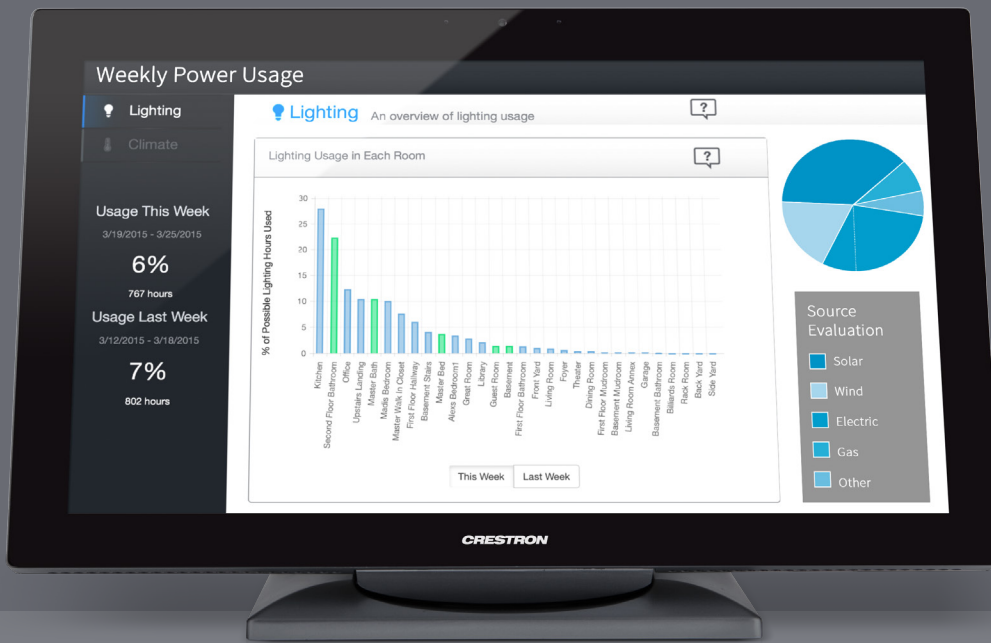 Weekly Power Usage
Lighting
Climate
Usage This Week
3/19/2015 - 3/25/2015
6%
767 hours
Usage Last Week
3/12/2015 - 3/18/2015
7%
802 hours
Lighting An overview of lighting usage
?
Lighting Usage in Each Room
?
% of Possible Lighting Hours Used
30
25
20
15
10
5
0
Kitchen
Second Floor Bathroom
Office
Upstairs Landing
Master Bath
Madis Bedroom
Master Walk In Closet
First Floor Hallway
Basement Stairs
Master Bed
Alexs Bedroom1
Great Room
Library
Guest Room
Basement
First Floor Bathroom
Front Yard
Living Room
Foyer
Theater
Dining Room
First Floor Mudroom
Basement Mudroom
Living Room Annex
Garage
Basement Bathroom
Billards Room
Rack Room
Back Yard
Side Yard
This Week
Last Week
Source
Evaluation
Solar
Wind
Electric
Gas
Other
CRESTRON